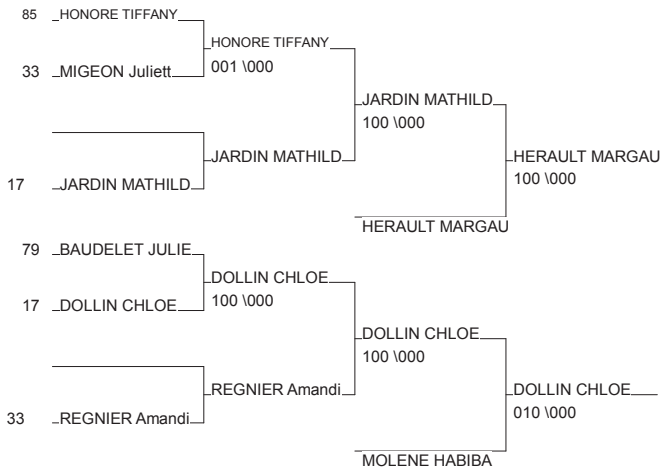 85 HONORE TIFFANY
HONORE TIFFANY
001 \000
33 MIGEON Juliett
JARDIN MATHILD
100 \000
JARDIN MATHILD
HERAULT MARGAU
100 \000
17 JARDIN MATHILD
HERAULT MARGAU
79 BAUDELET JULIE
DOLLIN CHLOE
100 \000
17 DOLLIN CHLOE
DOLLIN CHLOE
100 \000
REGNIER Amandi
DOLLIN CHLOE
010 \000
33 REGNIER Amandi
MOLENE HABIBA